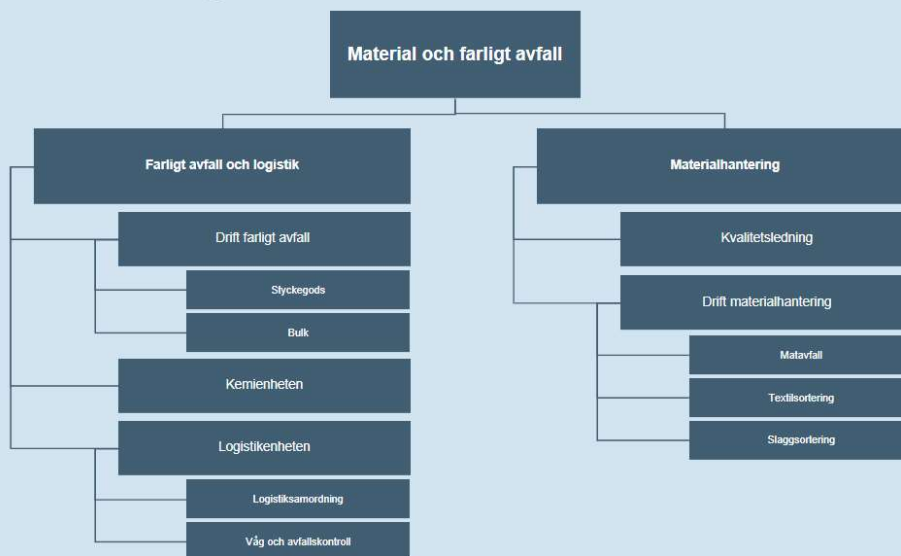 Material och farligt avfall
Farligt avfall och logistik
Drift farligt avfall
Styckegods
Bulk
Kemienheten
Logistikenheten
Logistiksamordning
Våg och avfallskontroll
Materialhantering
Kvalitetsledning
Drift materialhantering
Matavfall
Textilsortering
Slaggsortering